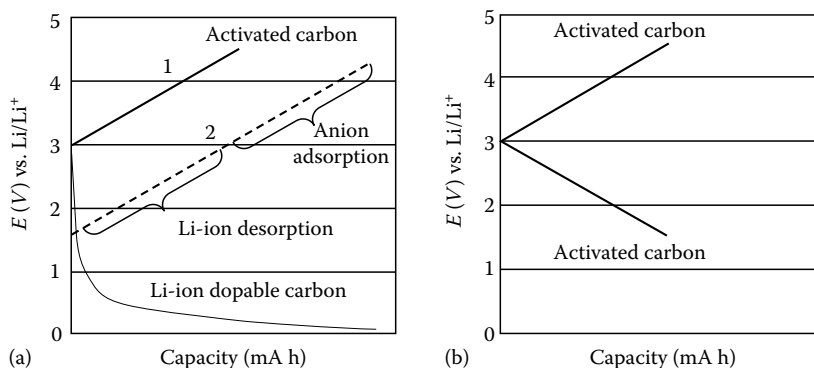 5
4
3
2
1
0
E (V) vs. Li/Li+
Activated carbon
1
2
Anion
adsorption
Li-ion desorption
Li-ion dopable carbon
(a)
Capacity (mA h)
5
4
3
2
1
0
E (V) vs. Li/Li+
Activated carbon
Activated carbon
(b)
Capacity (mA h)